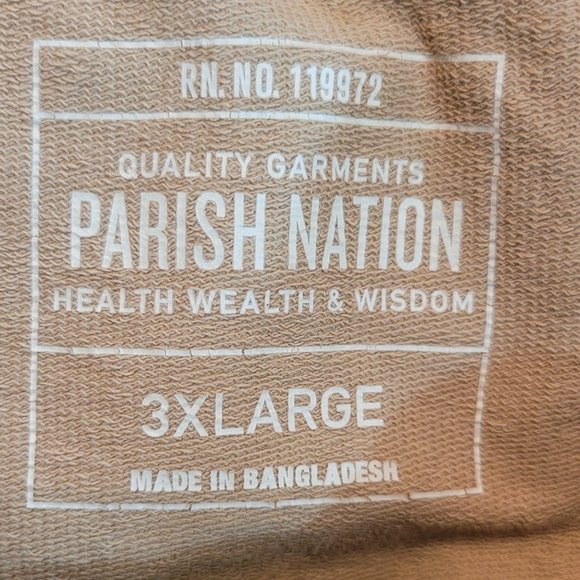 RN. NO. 119972
QUALITY GARMENTS
PARISH NATION
HEALTH WEALTH & WISDOM
3XLARGE
MADE IN BANGLADESH